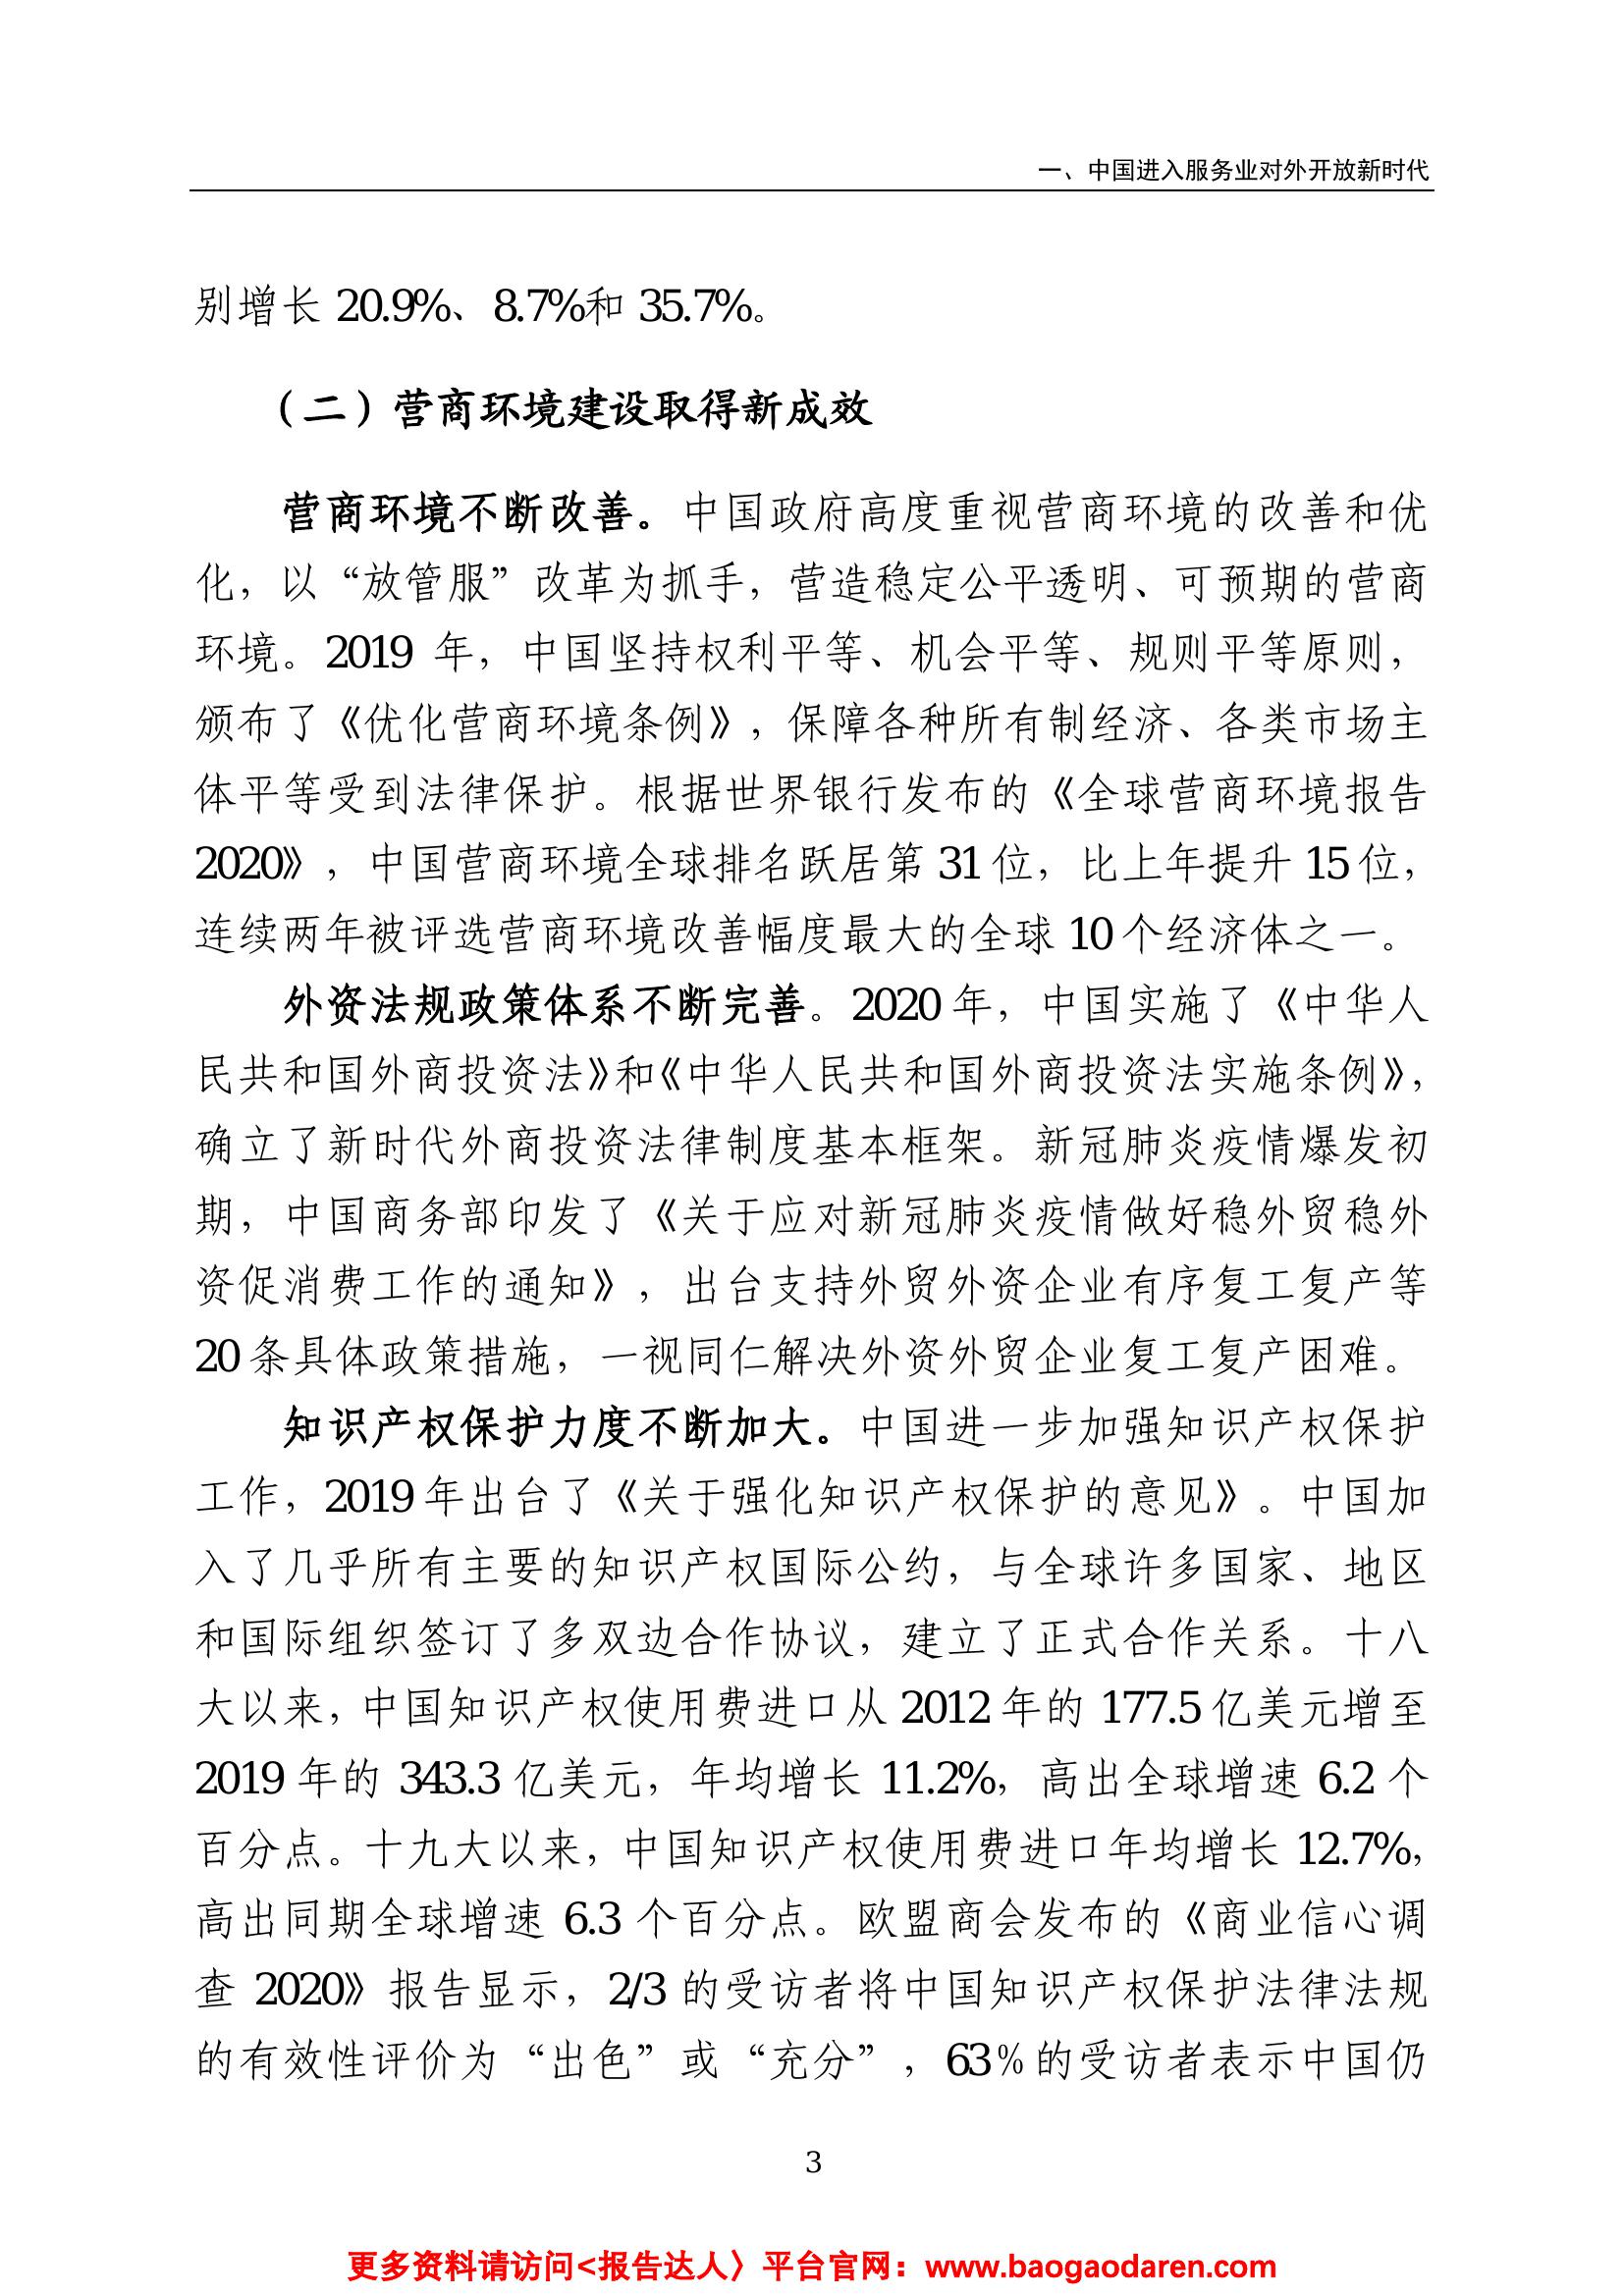 一、中国进入服务业对外开放新时代
别增长 20.9%、8.7%和 35.7%。
（二）营商环境建设取得新成效
营商环境不断改善。中国政府高度重视营商环境的改善和优
化，以“放管服”改革为抓手，营造稳定公平透明、可预期的营商
环境。2019 年，中国坚持权利平等、机会平等、规则平等原则，
颁布了《优化营商环境条例》，保障各种所有制经济、各类市场主
体平等受到法律保护。根据世界银行发布的《全球营商环境报告
2020》，中国营商环境全球排名跃居第 31 位，比上年提升 15 位，
连续两年被评选营商环境改善幅度最大的全球 10 个经济体之一。
外资法规政策体系不断完善。2020 年，中国实施了《中华人
民共和国外商投资法》和《中华人民共和国外商投资法实施条例》，
确立了新时代外商投资法律制度基本框架。新冠肺炎疫情爆发初
期，中国商务部印发了《关于应对新冠肺炎疫情做好稳外贸稳外
资促消费工作的通知》，出台支持外贸外资企业有序复工复产等
20 条具体政策措施，一视同仁解决外资外贸企业复工复产困难。
知识产权保护力度不断加大。中国进一步加强知识产权保护
工作，2019 年出台了《关于强化知识产权保护的意见》。中国加
入了几乎所有主要的知识产权国际公约，与全球许多国家、地区
和国际组织签订了多双边合作协议，建立了正式合作关系。十八
大以来，中国知识产权使用费进口从 2012 年的 177.5 亿美元增至
2019 年的 343.3 亿美元，年均增长 11.2%，高出全球增速 6.2 个
百分点。十九大以来，中国知识产权使用费进口年均增长 12.7%，
高出同期全球增速 6.3 个百分点。欧盟商会发布的《商业信心调
查 2020》报告显示，2/3 的受访者将中国知识产权保护法律法规
的有效性评价为“出色”或“充分”，63％的受访者表示中国仍
3
更多资料请访问<报告达人〉平台官网：www.baogaodaren.com